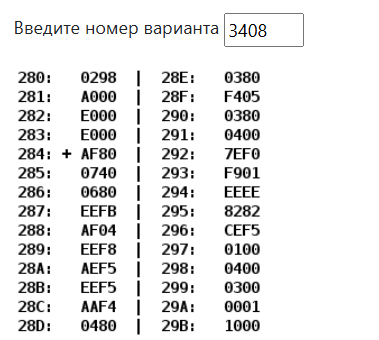 Введите номер варианта 3408
280: 0298 | 28E: 0380
281: A000 | 28F: F405
282: E000 | 290: 0380
283: E000 | 291: 0400
284: + AF80 | 292: 7EF0
285: 0740 | 293: F901
286: 0680 | 294: EEEE
287: EEFB | 295: 8282
288: AF04 | 296: CEF5
289: EEF8 | 297: 0100
28A: AEF5 | 298: 0400
28B: EEF5 | 299: 0300
28C: AAF4 | 29A: 0001
28D: 0480 | 29B: 1000